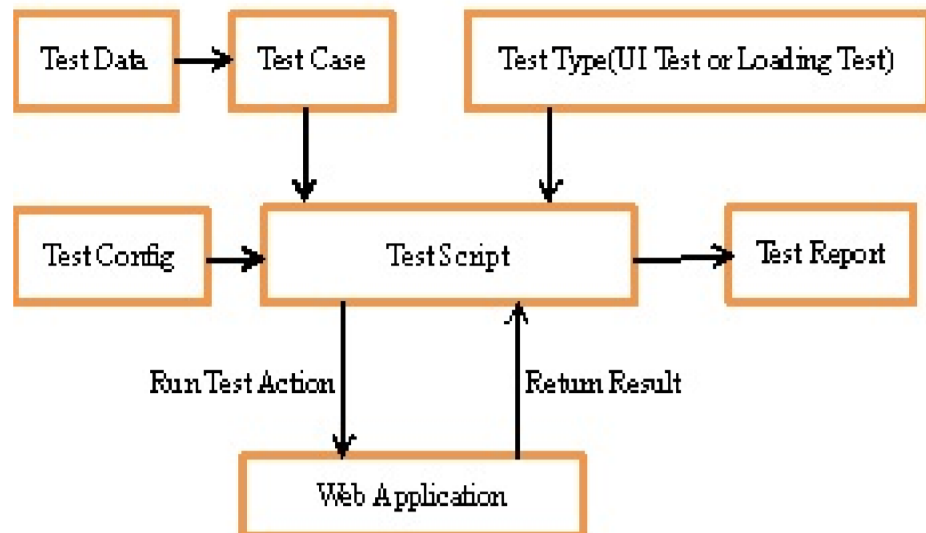 Test Data
Test Case
Test Type(UI Test or Loading Test)
Test Config
Test Script
Test Report
Run Test Action
Return Result
Web Application